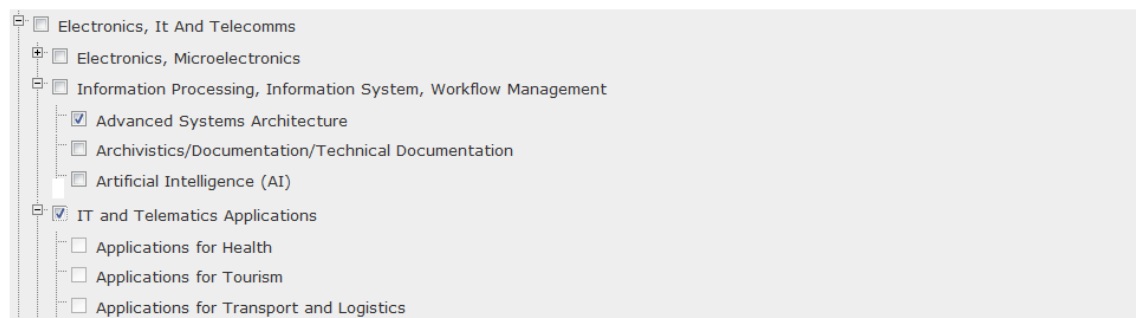 Electronics, It And Telecomms
Electronics, Microelectronics
Information Processing, Information System, Workflow Management
Advanced Systems Architecture
Archivistics/Documentation/Technical Documentation
Artificial Intelligence (AI)
IT and Telematics Applications
Applications for Health
Applications for Tourism
Applications for Transport and Logistics